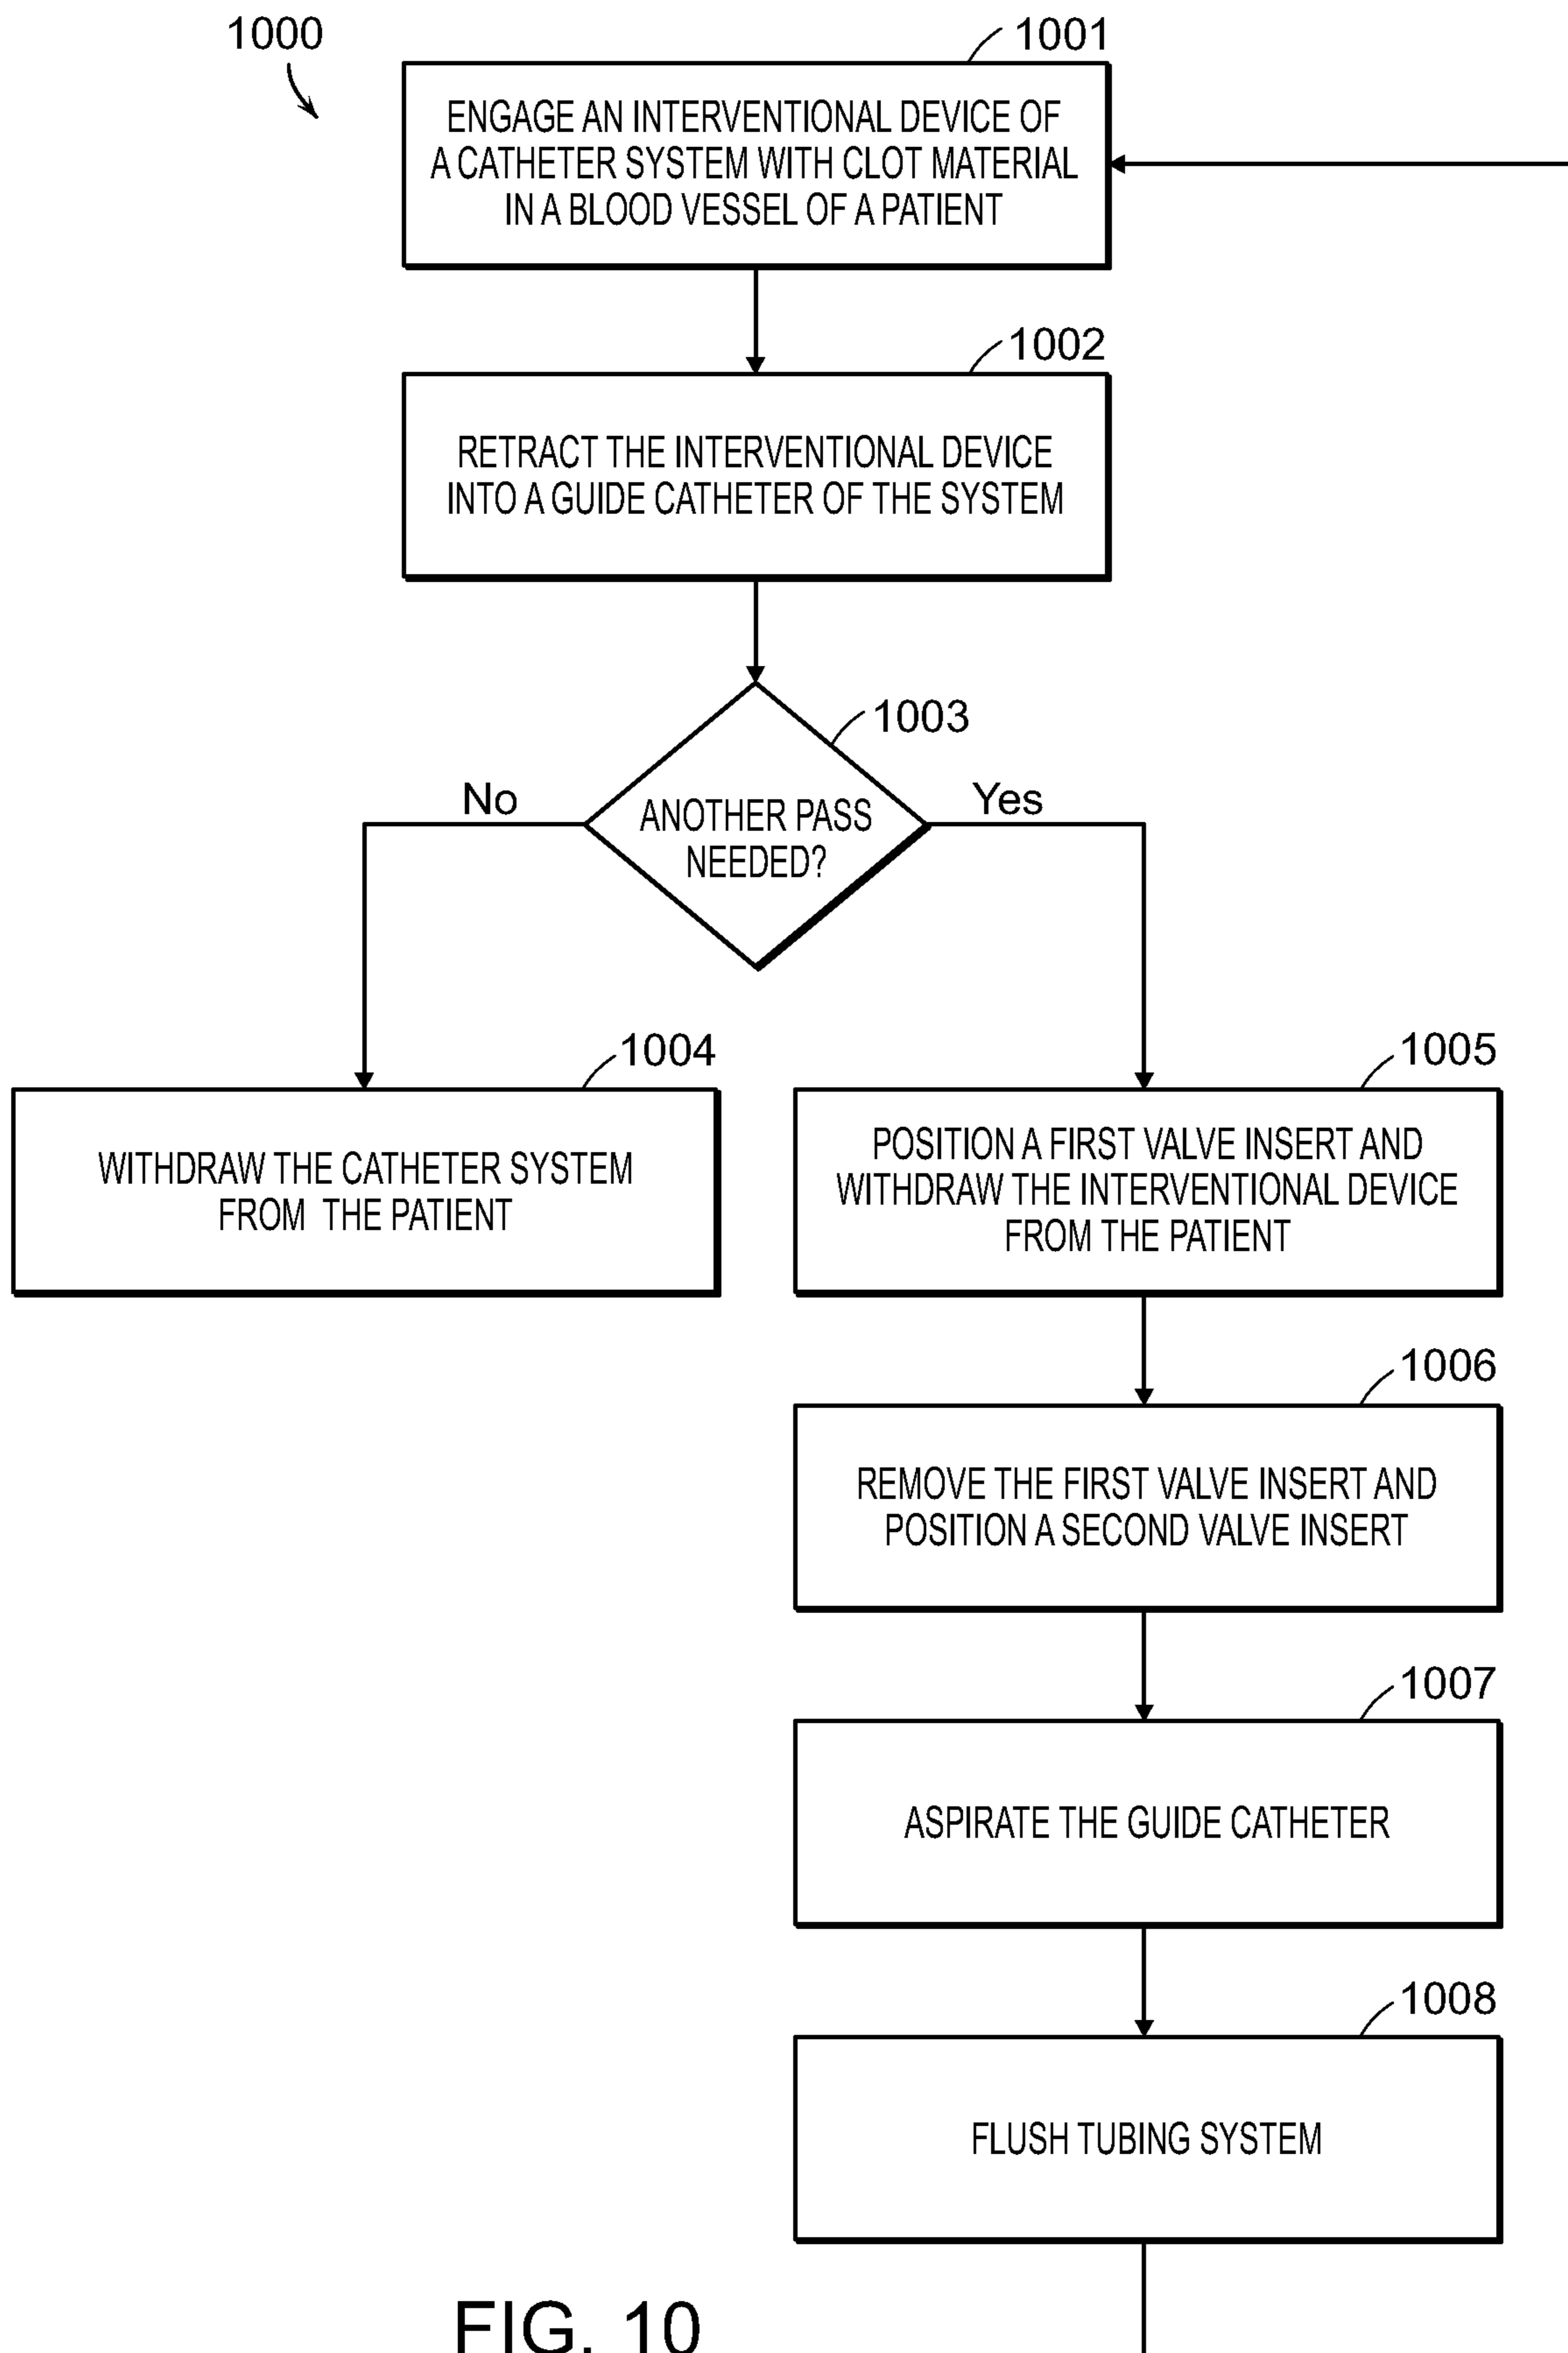 1000
1001
ENGAGE AN INTERVENTIONAL DEVICE OF
A CATHETER SYSTEM WITH CLOT MATERIAL
IN A BLOOD VESSEL OF A PATIENT
1002
RETRACT THE INTERVENTIONAL DEVICE
INTO A GUIDE CATHETER OF THE SYSTEM
1003
ANOTHER PASS
NEEDED?
No
Yes
1004
WITHDRAW THE CATHETER SYSTEM
FROM THE PATIENT
1005
POSITION A FIRST VALVE INSERT AND
WITHDRAW THE INTERVENTIONAL DEVICE
FROM THE PATIENT
1006
REMOVE THE FIRST VALVE INSERT AND
POSITION A SECOND VALVE INSERT
1007
ASPIRATE THE GUIDE CATHETER
1008
FLUSH TUBING SYSTEM
FIG. 10